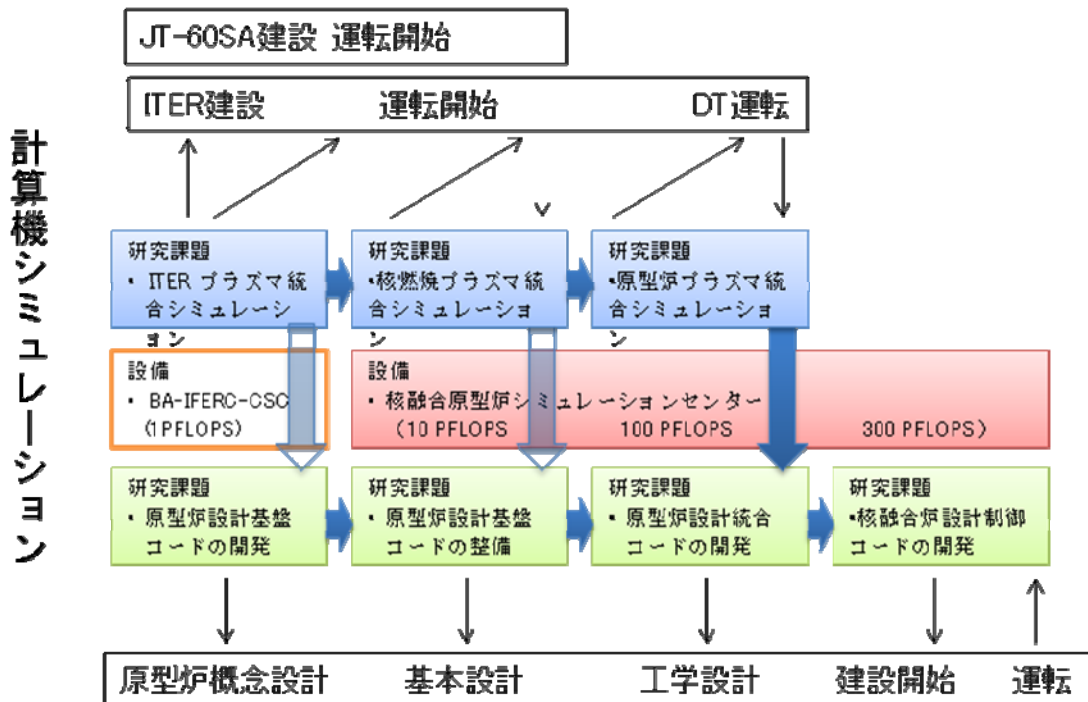 JT-60SA建設 運転開始
ITER建設 運転開始 DT運転
計算機シミュレーション
研究課題
・ ITER プラズマ統
合シミュレーシ
ョン
研究課題
・核燃焼プラズマ統
合シミュレーショ
ン
研究課題
・原型炉プラズマ統
合シミュレーショ
ン
設備
・ BA-IFERC-CSC
(1PFLOPS)
設備
・ 核融合原型炉シミュレーションセンター
(10 PFLOPS 100 PFLOPS 300 PFLOPS)
研究課題
・ 原型炉設計基盤
コードの開発
研究課題
・ 原型炉設計基盤
コードの整備
研究課題
・ 原型炉設計統合
コードの開発
研究課題
・核融合炉設計制御
コードの開発
原型炉概念設計 基本設計 工学設計 建設開始 運転